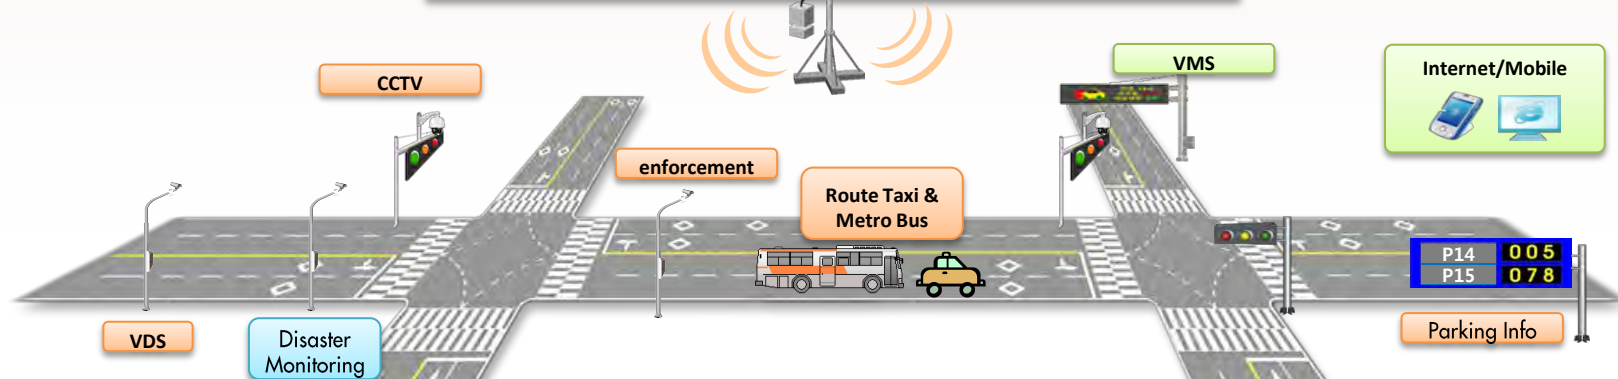 VMS
Internet/Mobile
CCTV
enforcement
Route Taxi &
Metro Bus
P14 005
P15 078
VDS
Disaster
Monitoring
Parking Info